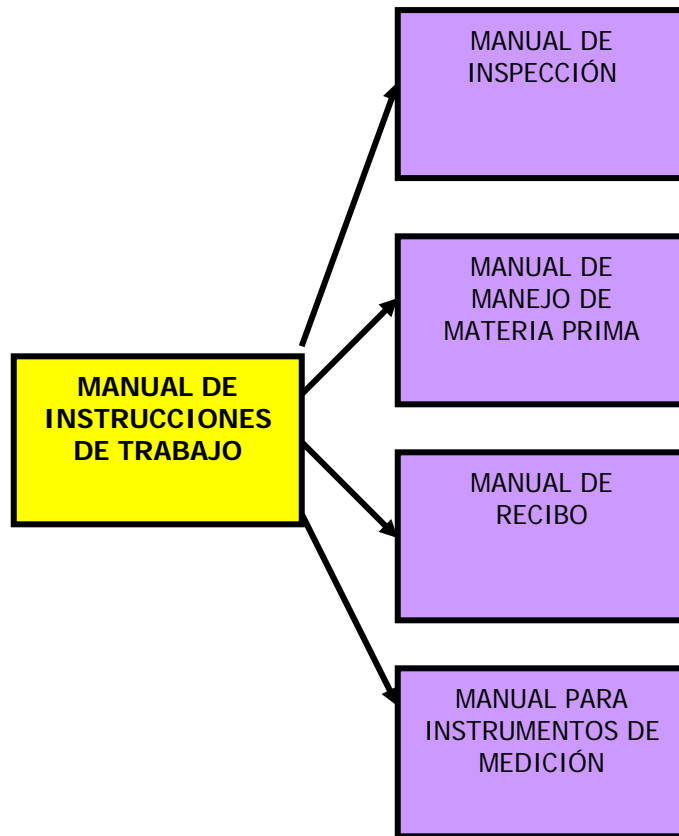 MANUAL DE
INSPECCIÓN
MANUAL DE
MANEJO DE
MATERIA PRIMA
MANUAL DE
INSTRUCCIONES
DE TRABAJO
MANUAL DE
RECIBO
MANUAL PARA
INSTRUMENTOS DE
MEDICIÓN